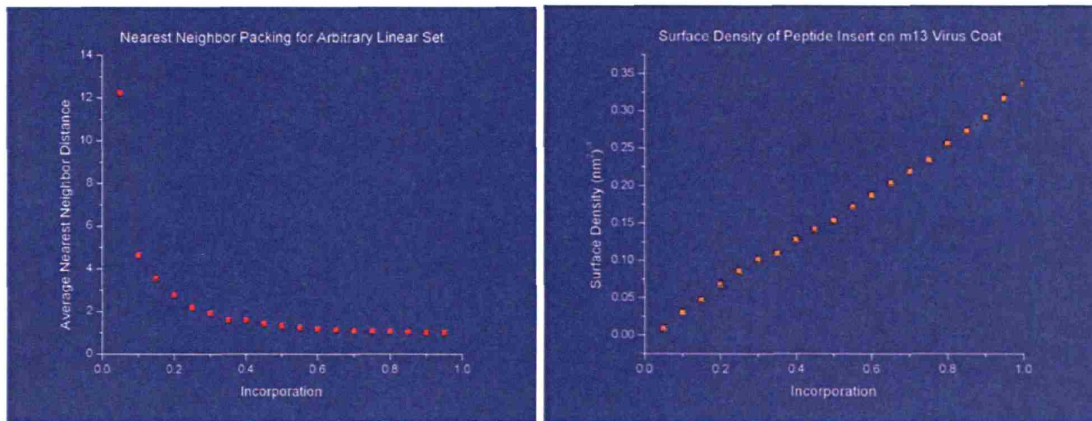 Nearest Neighbor Packing for Arbitrary Linear Set
14
12
10
8
6
4
2
0
Average Nearest Neighbor Distance
0.0 0.2 0.4 0.6 0.8 1.0
Incorporation
Surface Density of Peptide Insert on m13 Virus Coat
0.35
0.30
0.25
0.20
0.15
0.10
0.05
0.00
Surface Density (nm²)⁻¹
0.0 0.2 0.4 0.6 0.8 1.0
Incorporation